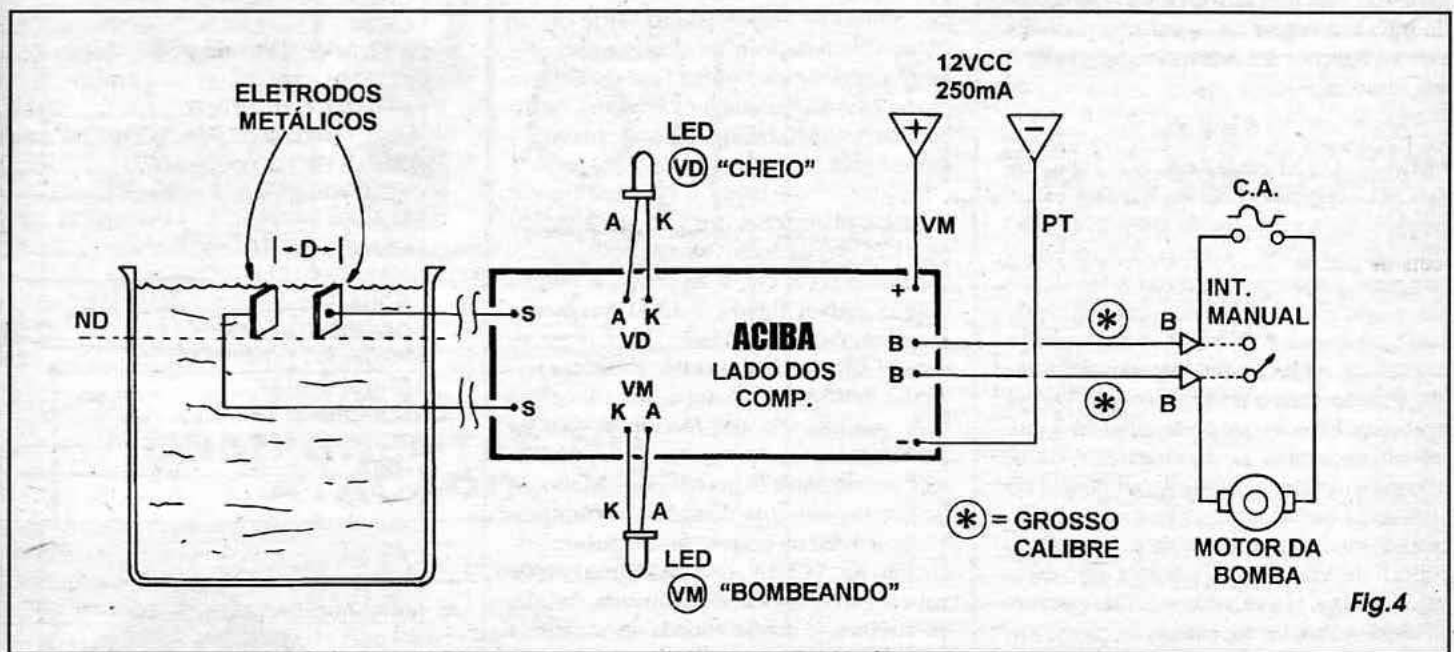 ELETRODOS
METÁLICOS
D
ND
LED
VD "CHEIO"
A K
12VCC
250mA
+ −
VM PT
C.A.
INT.
MANUAL
S
A K
VD
+
ACIBA
LADO DOS
COMP.
B
B
* B
* B
VM
K A
S
-
K A
LED
VM "BOMBEANDO"
* = GROSSO
CALIBRE
MOTOR DA
BOMBA
Fig.4